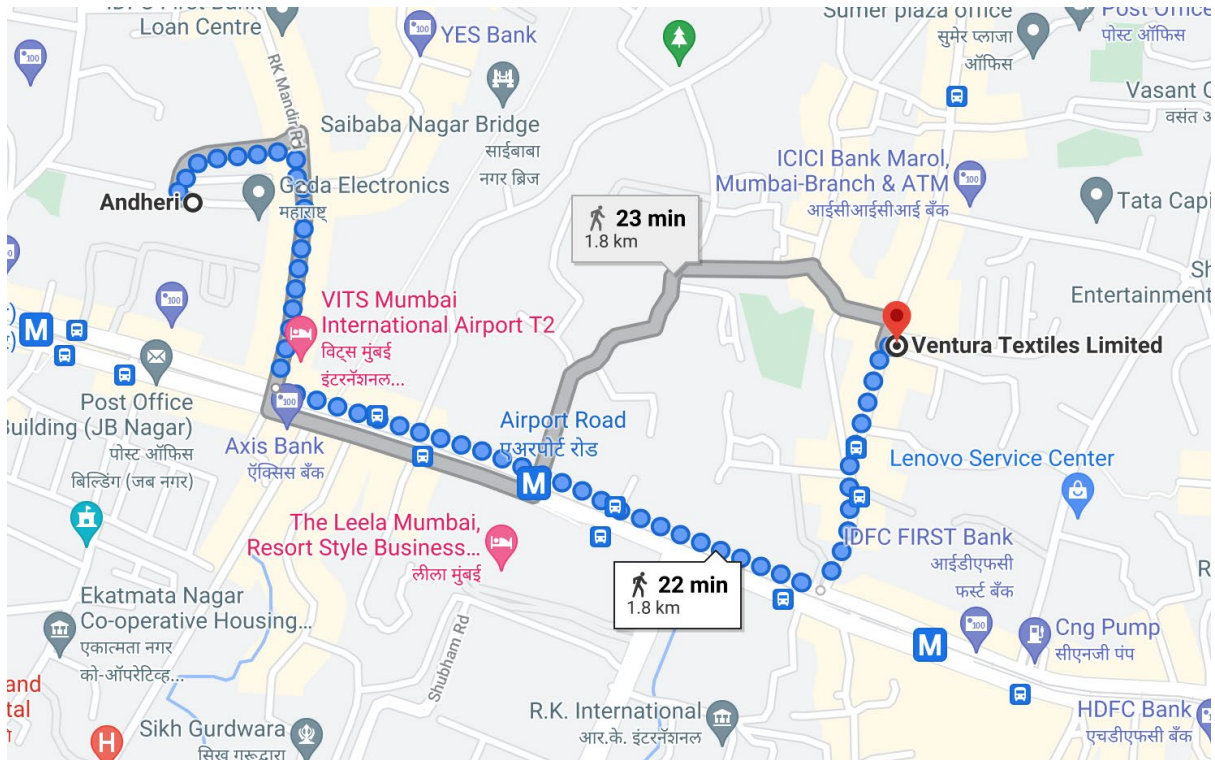 IDFC First Bank
Loan Centre
YES Bank
RK Mandir Rd
Saibaba Nagar Bridge
साईबाबा
नगर ब्रिज
Sumer plaza office
सुमेर प्लाजा
ऑफिस
Post Office
पोस्ट ऑफिस
Vasant
वसंत
ICICI Bank Marol,
Mumbai-Branch & ATM
आईसीआईसीआई बँक
Tata Capi
Andheri
Gada Electronics
महाराष्ट्र
23 min
1.8 km
Entertainment
VITS Mumbai
International Airport T2
विट्स मुंबई
इंटरनॅशनल...
Ventura Textiles Limited
M
Post Office
Building (JB Nagar)
पोस्ट ऑफिस
बिल्डिंग (जब नगर)
Axis Bank
ऍक्सिस बँक
Airport Road
एअरपोर्ट रोड
M
Lenovo Service Center
The Leela Mumbai,
Resort Style Business...
लीला मुंबई
IDFC FIRST Bank
आईडीएफसी
फर्स्ट बँक
22 min
1.8 km
Ekatmata Nagar
Co-operative Housing...
एकात्मता नगर
को-ऑपरेटिव्ह...
Shubham Rd
M
Cng Pump
सीएनजी पंप
R.K. International
आर.के. इंटरनॅशनल
HDFC Bank
एचडीएफसी बँक
H
Sikh Gurdwara
सिख गुरूद्वारा